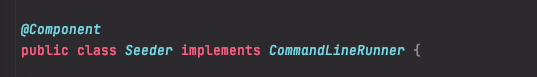 @Component
public class Seeder implements CommandLineRunner {